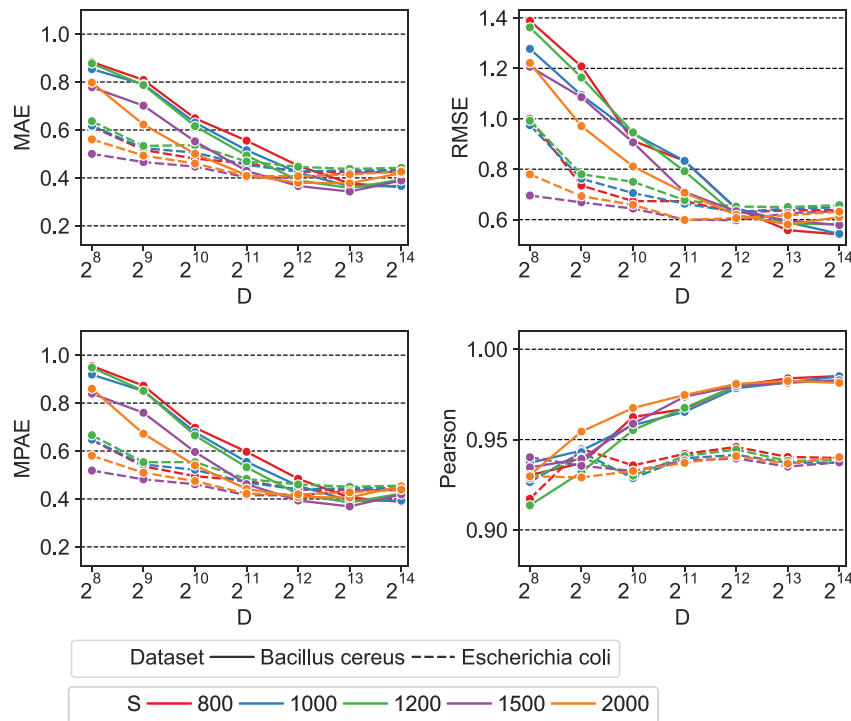 MAE
1.0
0.8
0.6
0.4
0.2
2^8 2^9 2^10 2^11 2^12 2^13 2^14
D
RMSE
1.4
1.2
1.0
0.8
0.6
2^8 2^9 2^10 2^11 2^12 2^13 2^14
D
MPAE
1.0
0.8
0.6
0.4
0.2
2^8 2^9 2^10 2^11 2^12 2^13 2^14
D
Pearson
1.00
0.95
0.90
2^8 2^9 2^10 2^11 2^12 2^13 2^14
D
Dataset Bacillus cereus Escherichia coli
S 800 1000 1200 1500 2000